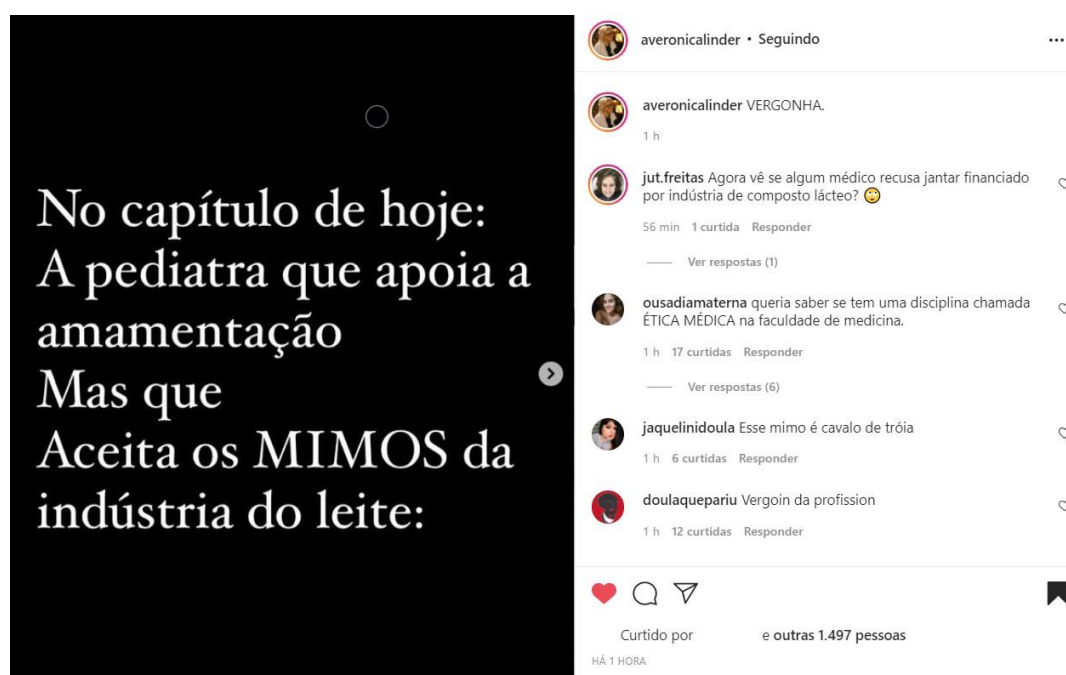 No capítulo de hoje:
A pediatra que apoia a
amamentação
Mas que
Aceita os MIMOS da
indústria do leite:
averonicalinder • Seguindo
averonicalinder VERGONHA.
1 h
jut.freitas Agora vê se algum médico recusa jantar financiado
por indústria de composto lácteo? 🙄
56 min 1 curtida Responder
Ver respostas (1)
ousadiamaterna queria saber se tem uma disciplina chamada
ÉTICA MÉDICA na faculdade de medicina.
1 h 17 curtidas Responder
Ver respostas (6)
jaquelinidoula Esse mimo é cavalo de tróia
1 h 6 curtidas Responder
doulaquepariu Vergoin da profission
1 h 12 curtidas Responder
Curtido por e outras 1.497 pessoas
HÁ 1 HORA